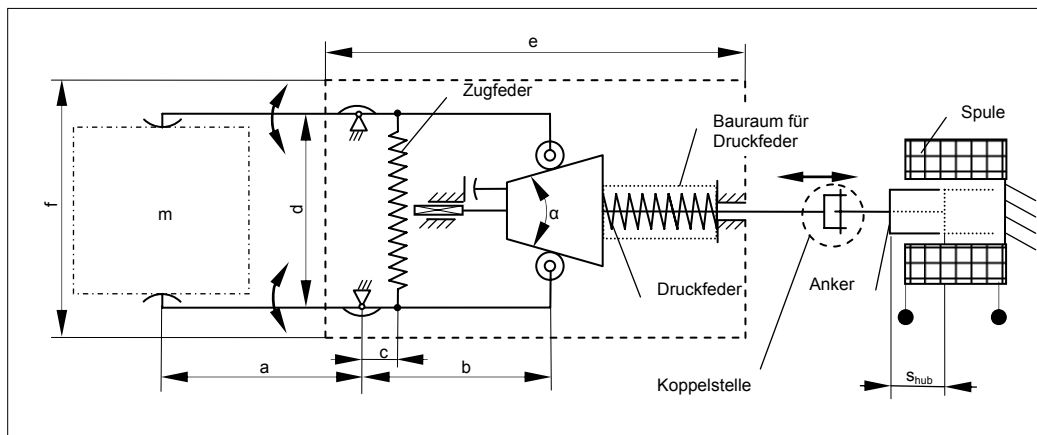 e
Zugfeder
Spule
Bauraum für
Druckfeder
f
m
d
α
Druckfeder
Anker
c
a
b
Koppelstelle
shub